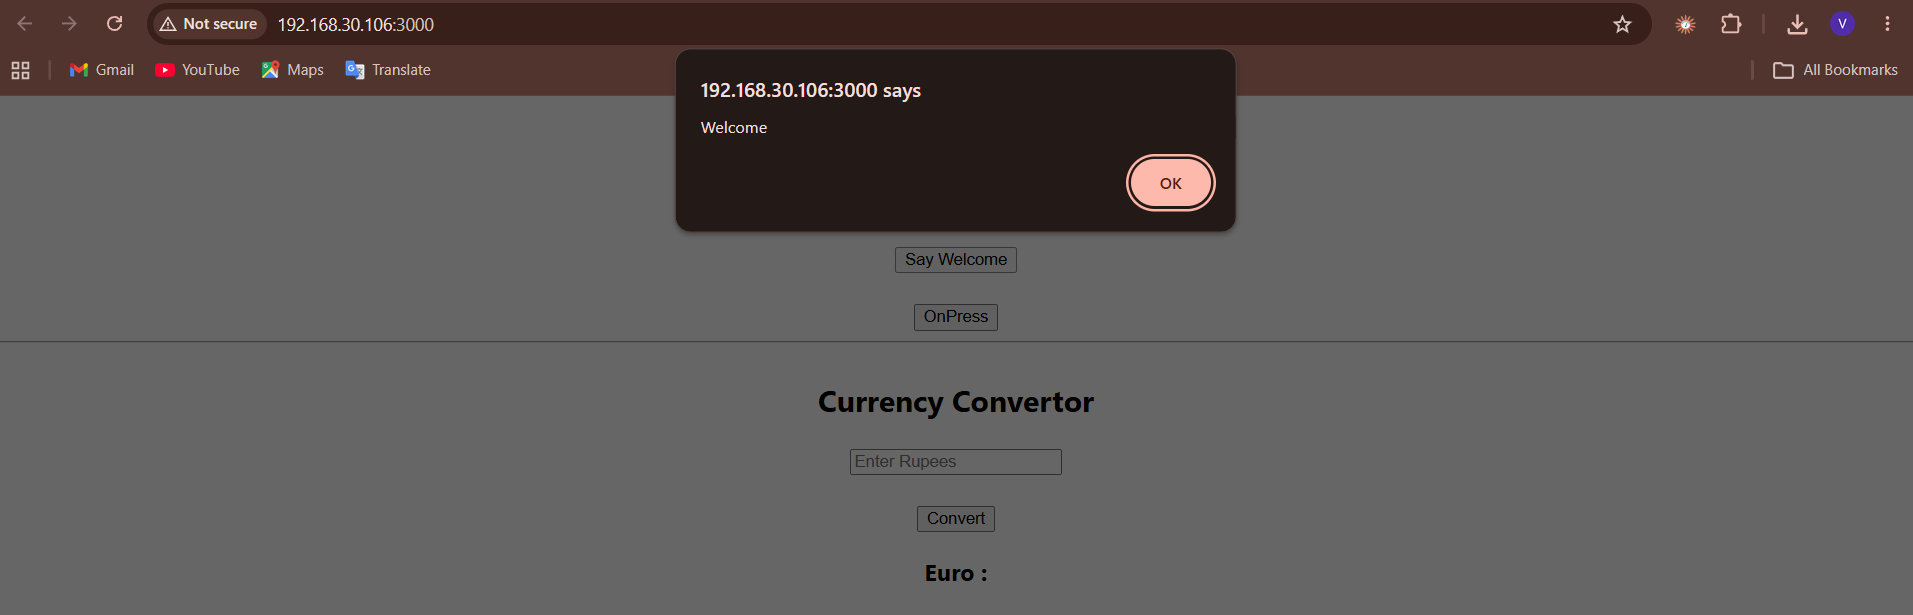 Not secure 192.168.30.106:3000 V
Gmail YouTube Maps Translate All Bookmarks
192.168.30.106:3000 says
Welcome
OK
Say Welcome
OnPress
Currency Convertor
Enter Rupees
Convert
Euro :